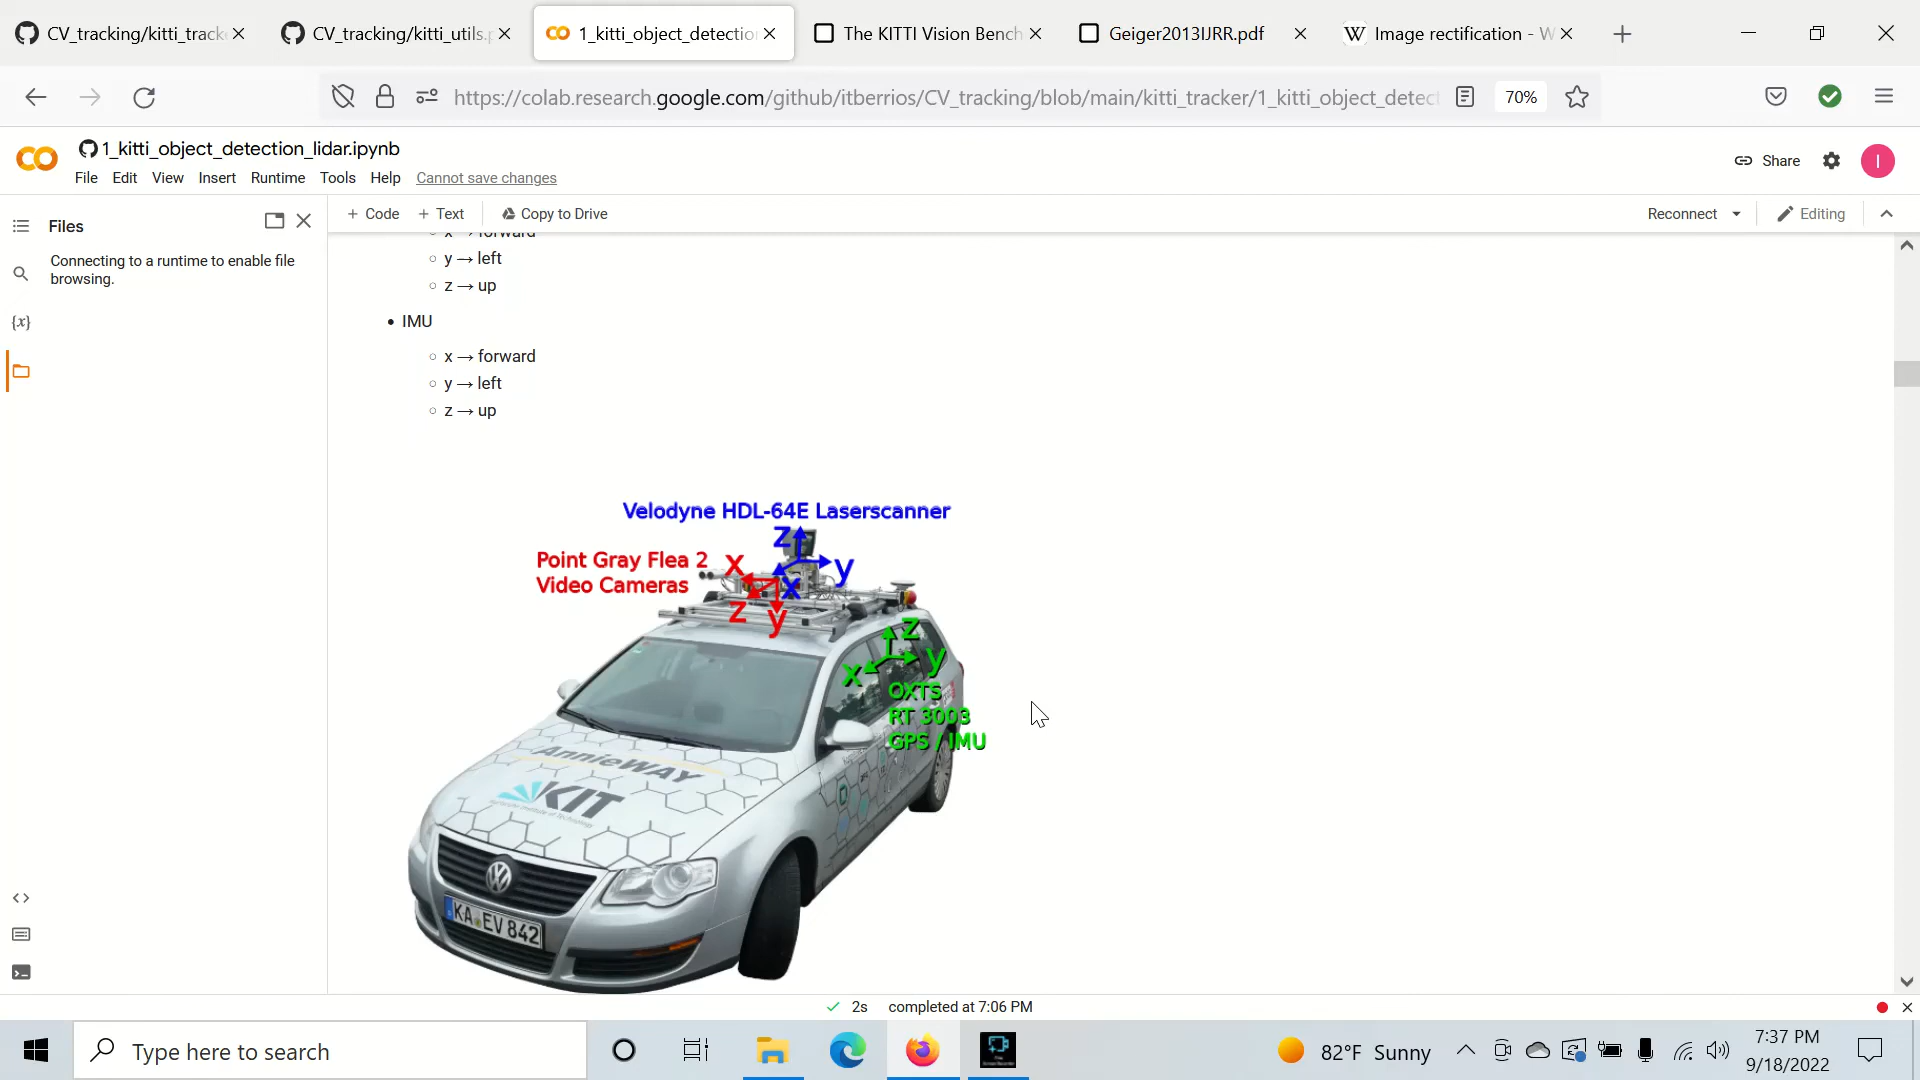 CV_tracking/kitti_track
CV_tracking/kitti_utils.p
1_kitti_object_detectio
The KITTI Vision Bench
Geiger2013IJRR.pdf
Image rectification - W
https://colab.research.google.com/github/itberrios/CV_tracking/blob/main/kitti_tracker/1_kitti_object_detect
70%
1_kitti_object_detection_lidar.ipynb
File Edit View Insert Runtime Tools Help Cannot save changes
Share
I
Files
+ Code + Text Copy to Drive
Reconnect
Editing
Connecting to a runtime to enable file
browsing.
{x}
x → forward
y → left
z → up
IMU
x → forward
y → left
z → up
Velodyne HDL-64E Laserscanner
z
y
x
Point Gray Flea 2
Video Cameras
x
z
y
z
y
x
OXTS
RT 3003
GPS / IMU
AnnieWAY
KIT
KA EV 842
2s completed at 7:06 PM
Type here to search
82°F Sunny
7:37 PM
9/18/2022